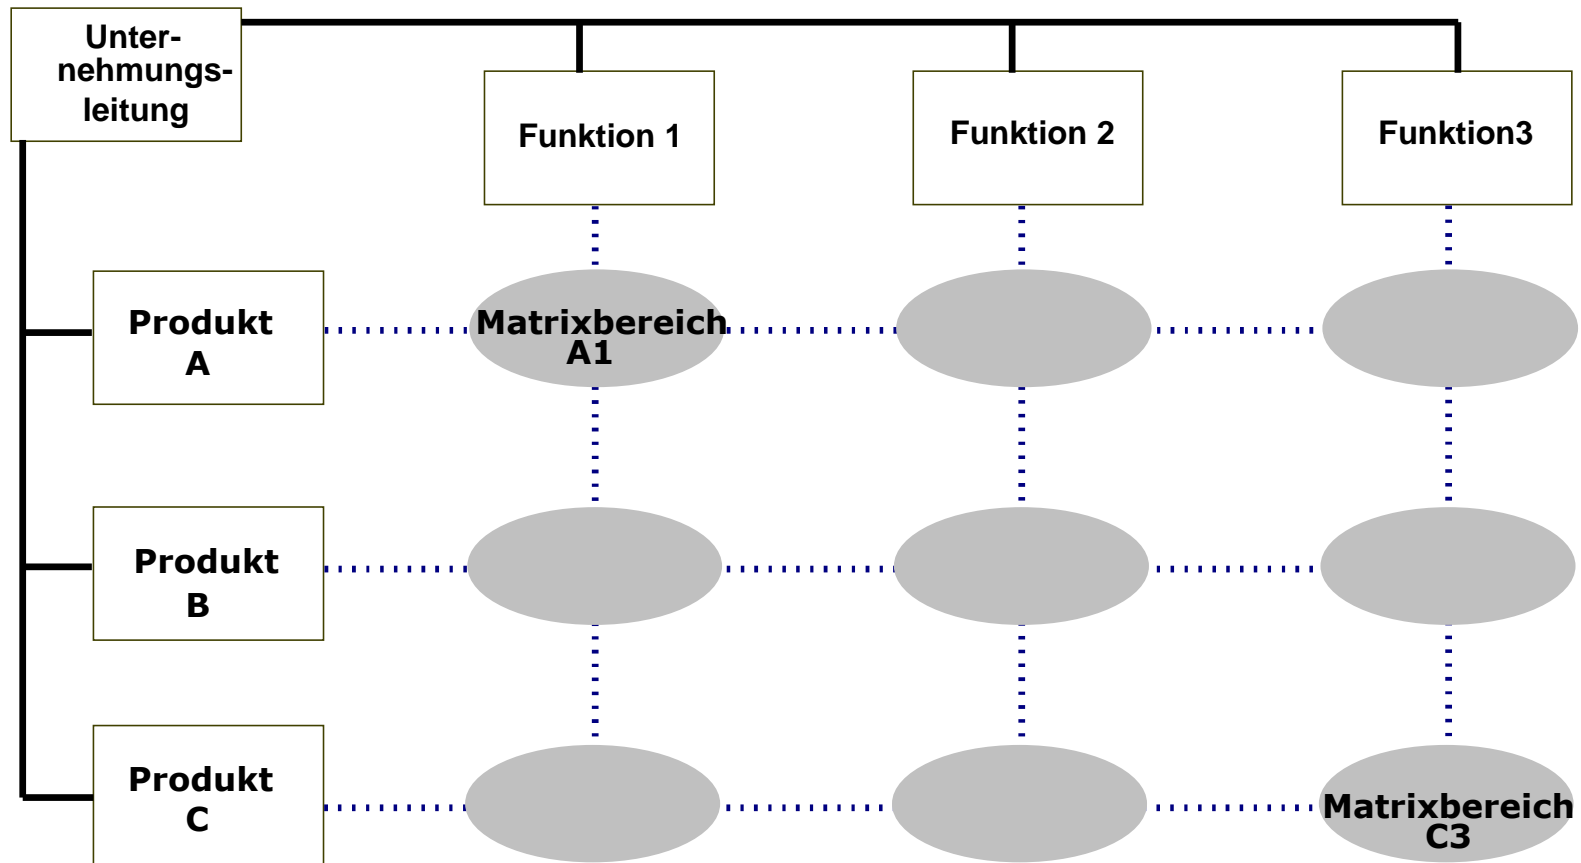 Unter-
nehmungs-
leitung
Funktion 1
Funktion 2
Funktion3
Produkt
A
Matrixbereich
A1
Produkt
B
Produkt
C
Matrixbereich
C3